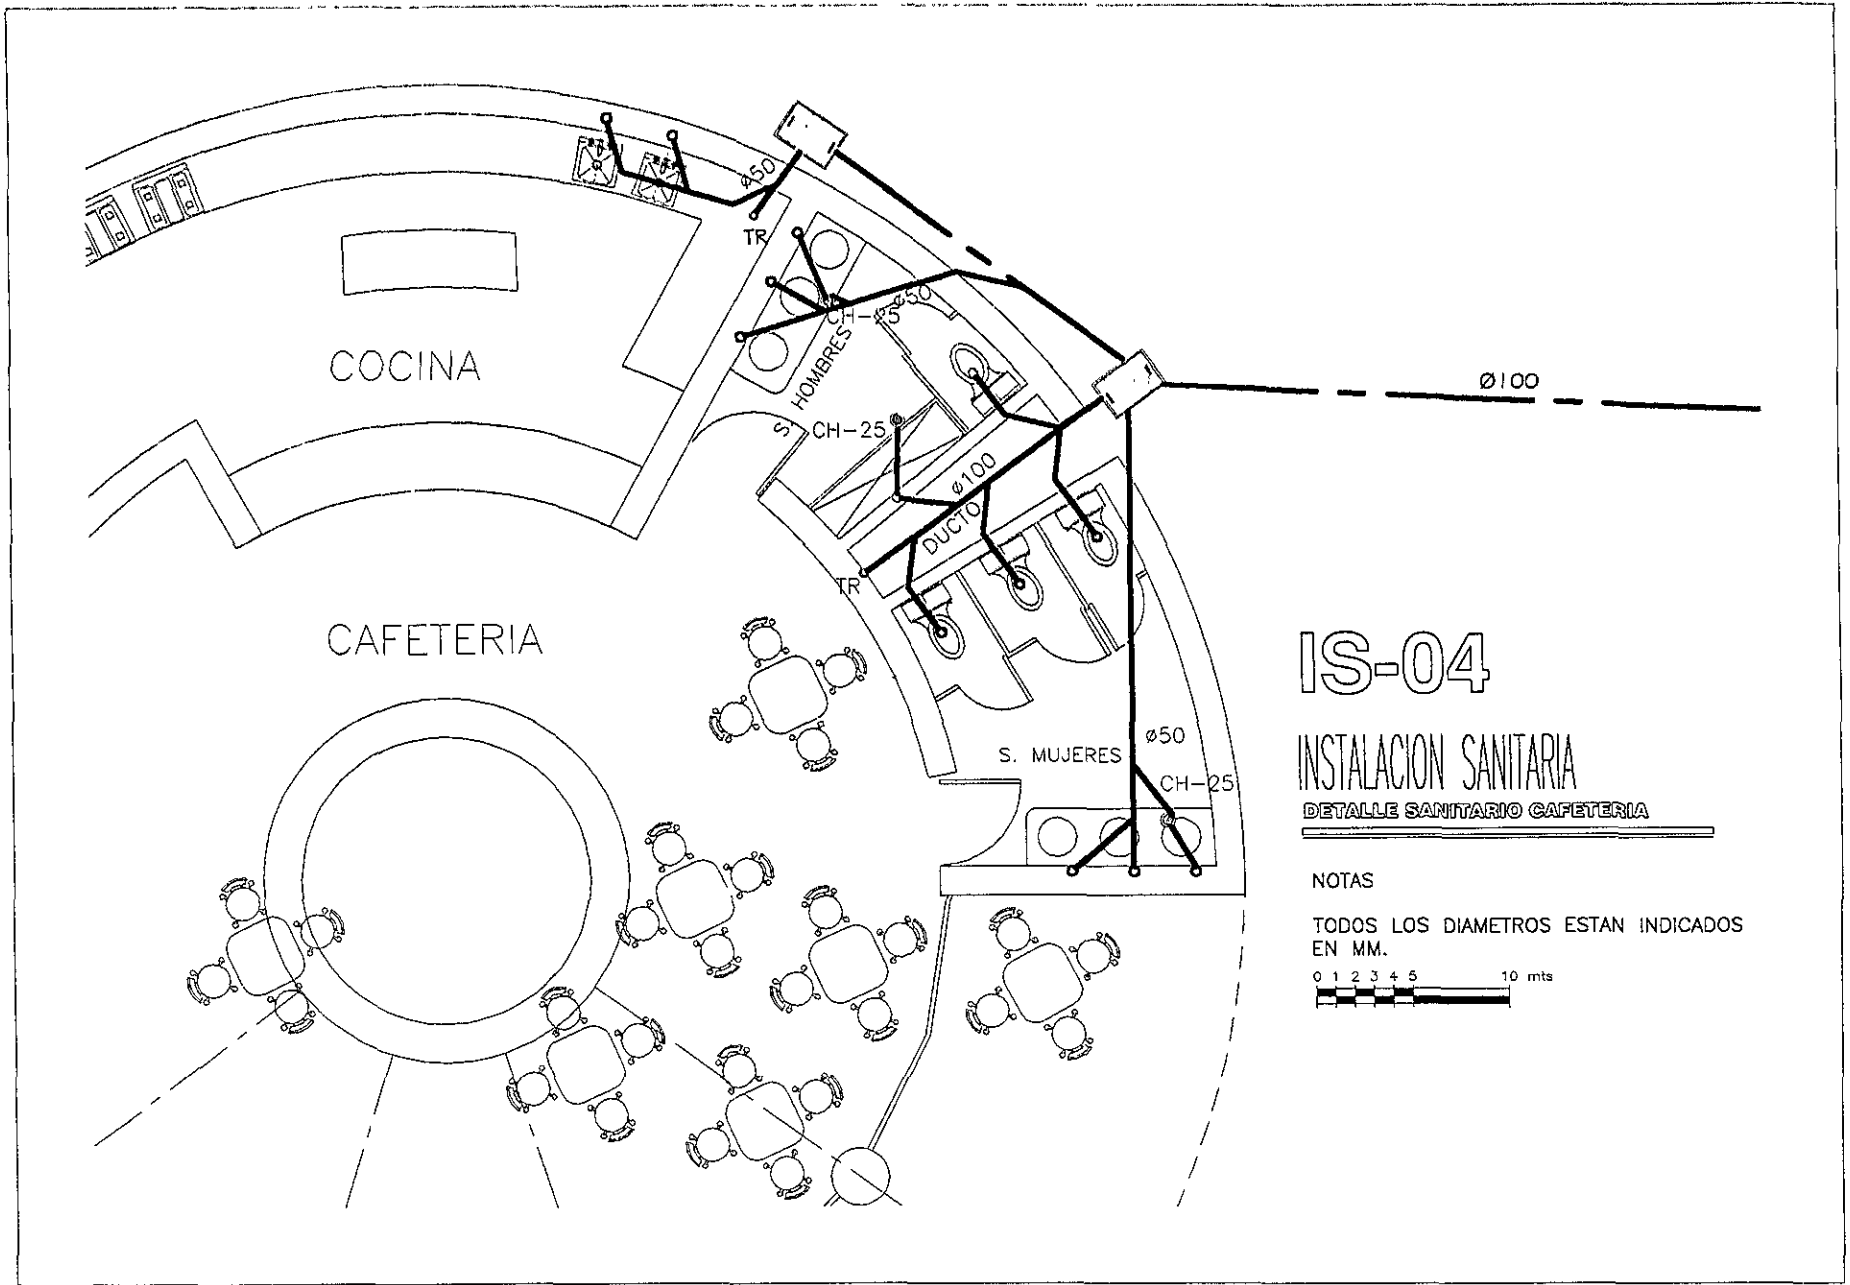 Ø50
TR
Ø50
CH-25
COCINA
S. HOMBRES
Ø100
CH-25
Ø100
DUCTO
TR
CAFETERIA
IS-04
INSTALACION SANITARIA
DETALLE SANITARIO CAFETERIA
Ø50
S. MUJERES
CH-25
NOTAS
TODOS LOS DIAMETROS ESTAN INDICADOS
EN MM.
0 1 2 3 4 5 10 mts